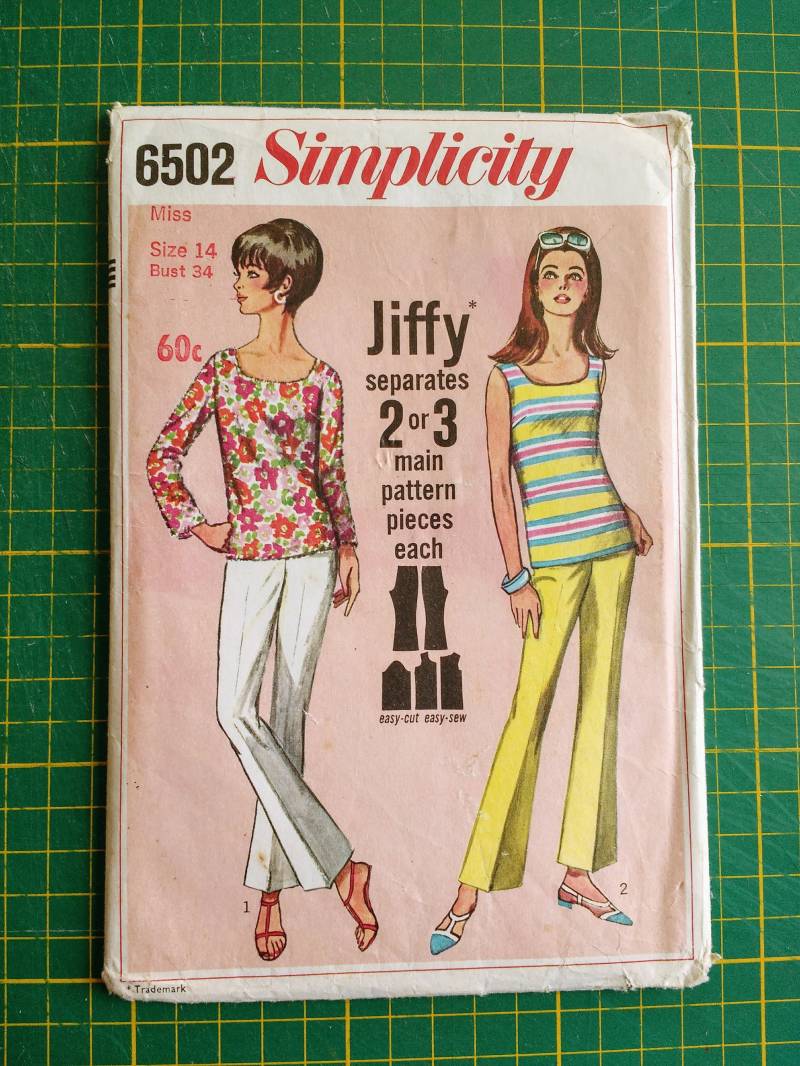 6502 Simplicity
Miss
Size 14
Bust 34
60c
Jiffy*
separates
2 or 3
main
pattern
pieces
each
easy-cut easy-sew
1
2
* Trademark